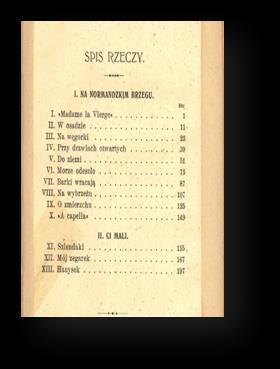 SPIS RZECZY.
I. NA NORMANDZKIM BRZEGU.
Str.
I. «Madame la Vierge» . . . . . . . . . . 1
II. W osadzie . . . . . . . . . . 11
III. Na węgorki . . . . . . . . . . 23
IV. Przy drzwiach otwartych . . . . . . . . . . 39
V. Do ziemi . . . . . . . . . . 51
VI. Morze odeszło . . . . . . . . . . 73
VII. Barki wracają . . . . . . . . . . 87
VIII. Na wybrzeżu . . . . . . . . . . 107
IX. O zmierzchu . . . . . . . . . . 125
X. «A capella» . . . . . . . . . . 149
II. CI MALI.
XI. Szlendaki . . . . . . . . . . 155
XII. Mój zegarek . . . . . . . . . . 167
XIII. Hanysek . . . . . . . . . . 197